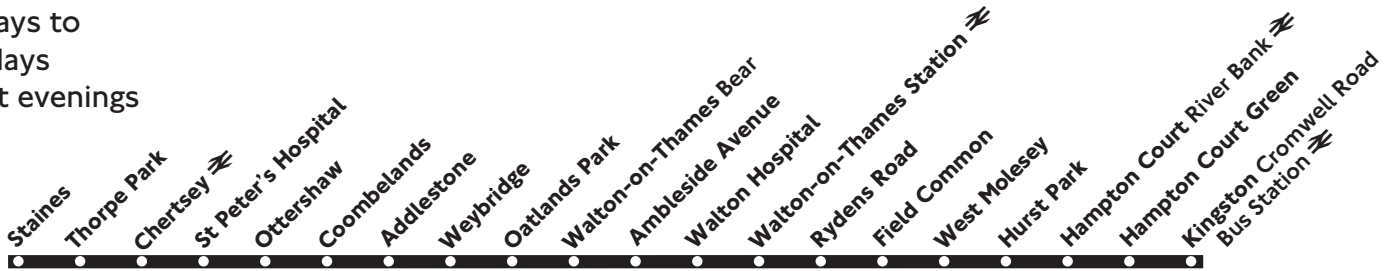 ays to
lays
t evenings
Staines
Thorpe Park
Chertsey
St Peter's Hospital
Ottershaw
Coombelands
Addlestone
Weybridge
Oatlands Park
Walton-on-Thames Bear
Ambleside Avenue
Walton Hospital
Walton-on-Thames Station
Rydens Road
Field Common
West Molesey
Hurst Park
Hampton Court River Bank
Hampton Court Green
Kingston Cromwell Road
Bus Station